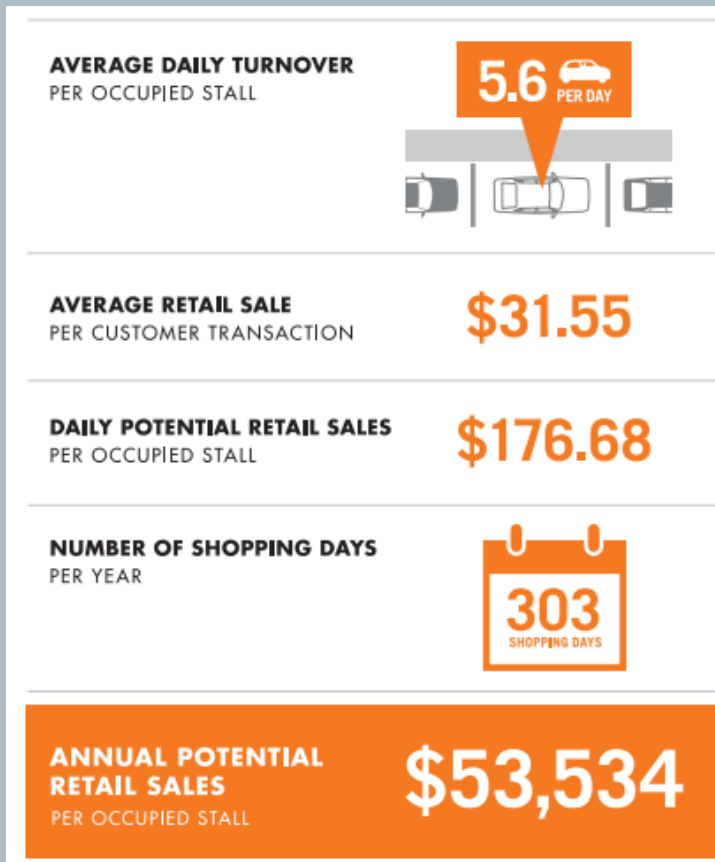 AVERAGE DAILY TURNOVER
PER OCCUPIED STALL
5.6
PER DAY
AVERAGE RETAIL SALE
PER CUSTOMER TRANSACTION
$31.55
DAILY POTENTIAL RETAIL SALES
PER OCCUPIED STALL
$176.68
NUMBER OF SHOPPING DAYS
PER YEAR
303
SHOPPING DAYS
ANNUAL POTENTIAL
RETAIL SALES
PER OCCUPIED STALL
$53,534